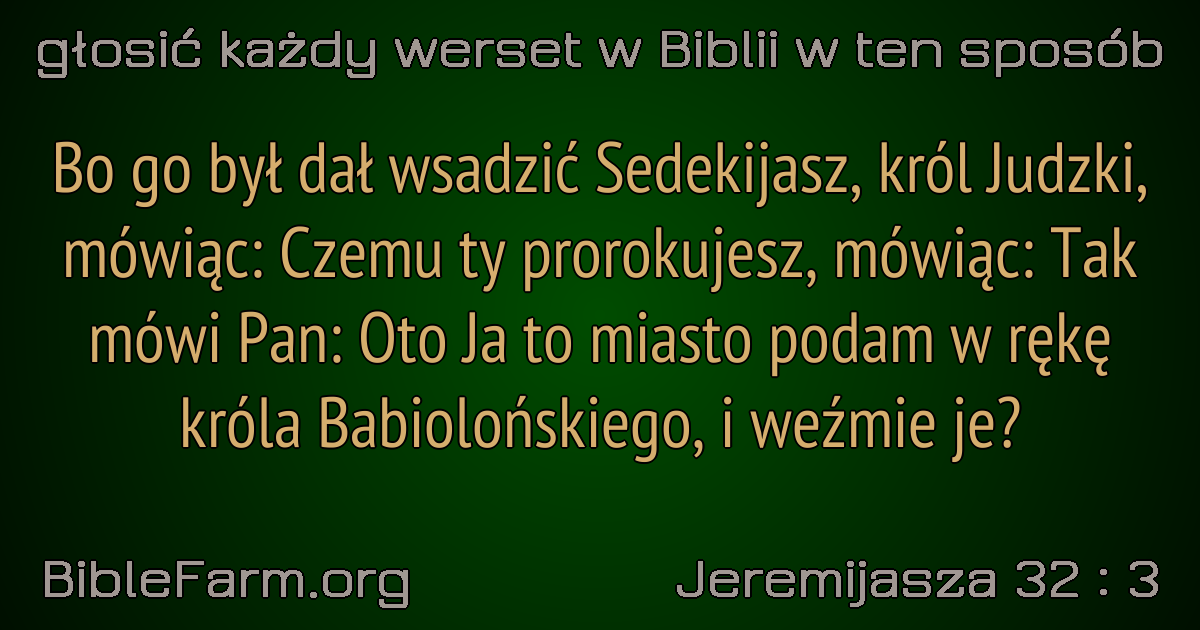 głosić każdy werset w Biblii w ten sposób
Bo go był dał wsadzić Sedekijasz, król Judzki,
mówiąc: Czemu ty prorokujesz, mówiąc: Tak
mówi Pan: Oto Ja to miasto podam w rękę
króla Babiolońskiego, i weźmie je?
BibleFarm.org
Jeremijasza 32 : 3